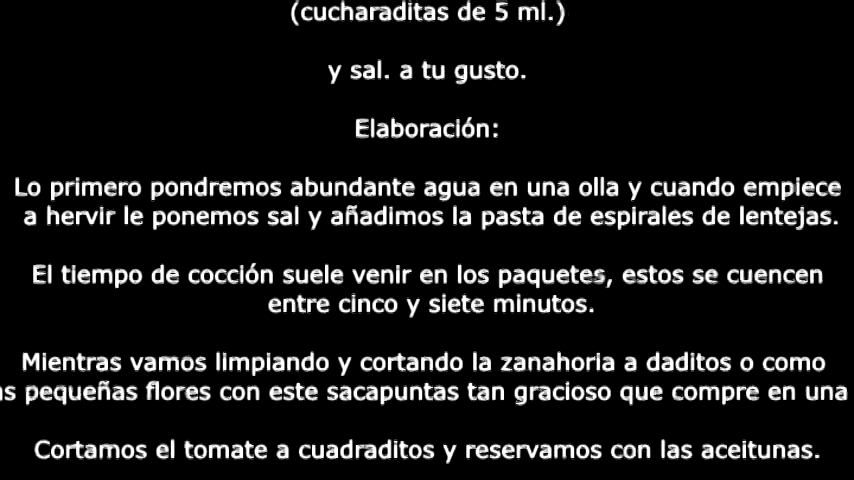 (cucharaditas de 5 ml.)
y sal. a tu gusto.
Elaboración:
Lo primero pondremos abundante agua en una olla y cuando empiece
a hervir le ponemos sal y añadimos la pasta de espirales de lentejas.
El tiempo de cocción suele venir en los paquetes, estos se cuencen
entre cinco y siete minutos.
Mientras vamos limpiando y cortando la zanahoria a daditos o como
pequeñas flores con este sacapuntas tan gracioso que compre en una
Cortamos el tomate a cuadraditos y reservamos con las aceitunas.